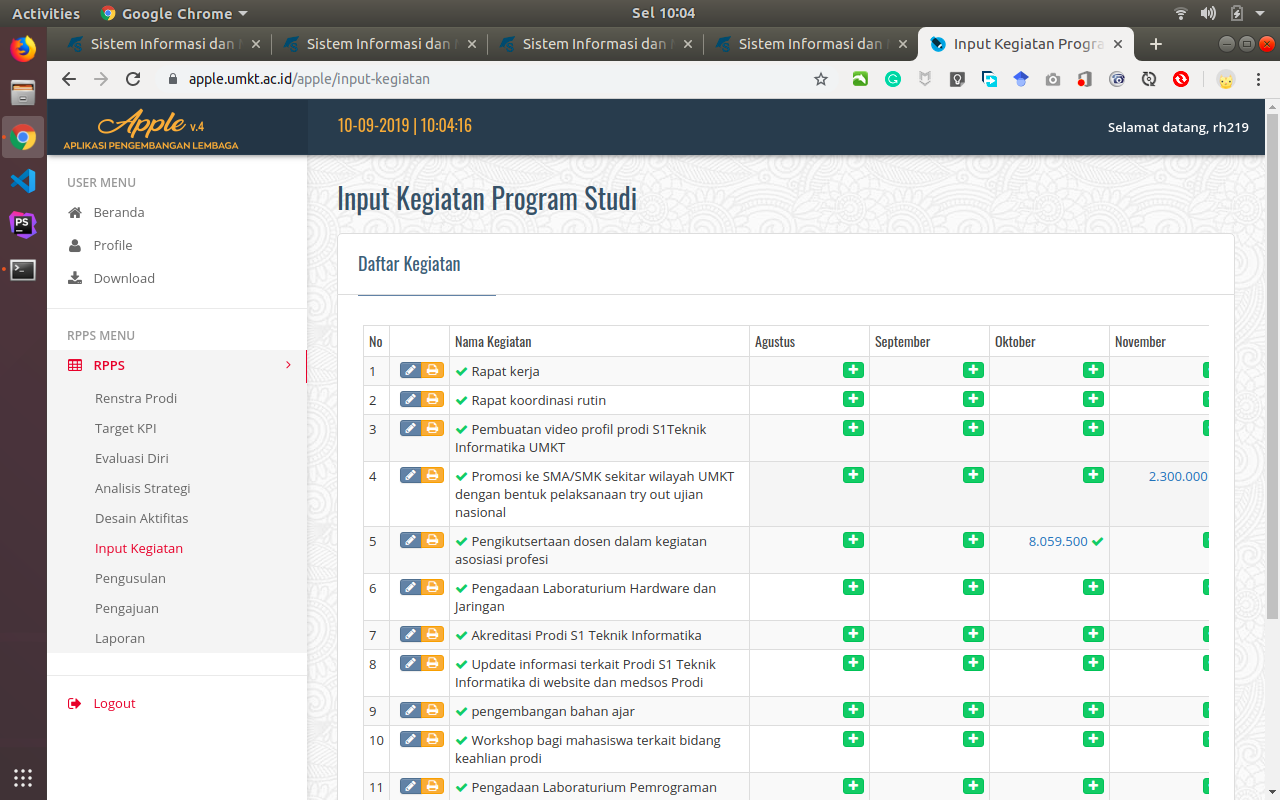 Activities
Google Chrome
Sel 10:04
Sistem Informasi dan
Sistem Informasi dan
Sistem Informasi dan
Sistem Informasi dan
Input Kegiatan Progra
apple.umkt.ac.id/apple/input-kegiatan
Apple v.4
APLIKASI PENGEMBANGAN LEMBAGA
10-09-2019 | 10:04:16
Selamat datang, rh219
USER MENU
Beranda
Profile
Download
RPPS MENU
RPPS
Renstra Prodi
Target KPI
Evaluasi Diri
Analisis Strategi
Desain Aktifitas
Input Kegiatan
Pengusulan
Pengajuan
Laporan
Logout
Input Kegiatan Program Studi
Daftar Kegiatan
No Nama Kegiatan Agustus September Oktober November
1 Rapat kerja
2 Rapat koordinasi rutin
3 Pembuatan video profil prodi S1Teknik
Informatika UMKT
4 Promosi ke SMA/SMK sekitar wilayah UMKT 2.300.000
dengan bentuk pelaksanaan try out ujian
nasional
5 Pengikutsertaan dosen dalam kegiatan 8.059.500
asosiasi profesi
6 Pengadaan Laboraturium Hardware dan
Jaringan
7 Akreditasi Prodi S1 Teknik Informatika
8 Update informasi terkait Prodi S1 Teknik
Informatika di website dan medsos Prodi
9 pengembangan bahan ajar
10 Workshop bagi mahasiswa terkait bidang
keahlian prodi
11 Pengadaan Laboraturium Pemrograman
PS